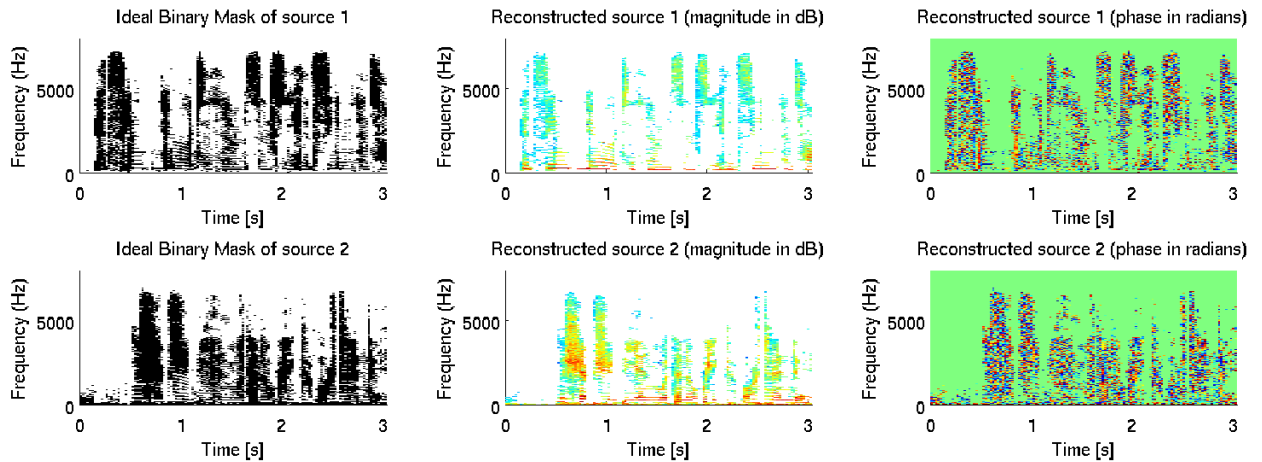 Ideal Binary Mask of source 1
Frequency (Hz)
5000
0
0
1
2
3
Time [s]
Reconstructed source 1 (magnitude in dB)
Frequency (Hz)
5000
0
0
1
2
3
Time [s]
Reconstructed source 1 (phase in radians)
Frequency (Hz)
5000
0
0
1
2
3
Time [s]
Ideal Binary Mask of source 2
Frequency (Hz)
5000
0
0
1
2
3
Time [s]
Reconstructed source 2 (magnitude in dB)
Frequency (Hz)
5000
0
0
1
2
3
Time [s]
Reconstructed source 2 (phase in radians)
Frequency (Hz)
5000
0
0
1
2
3
Time [s]